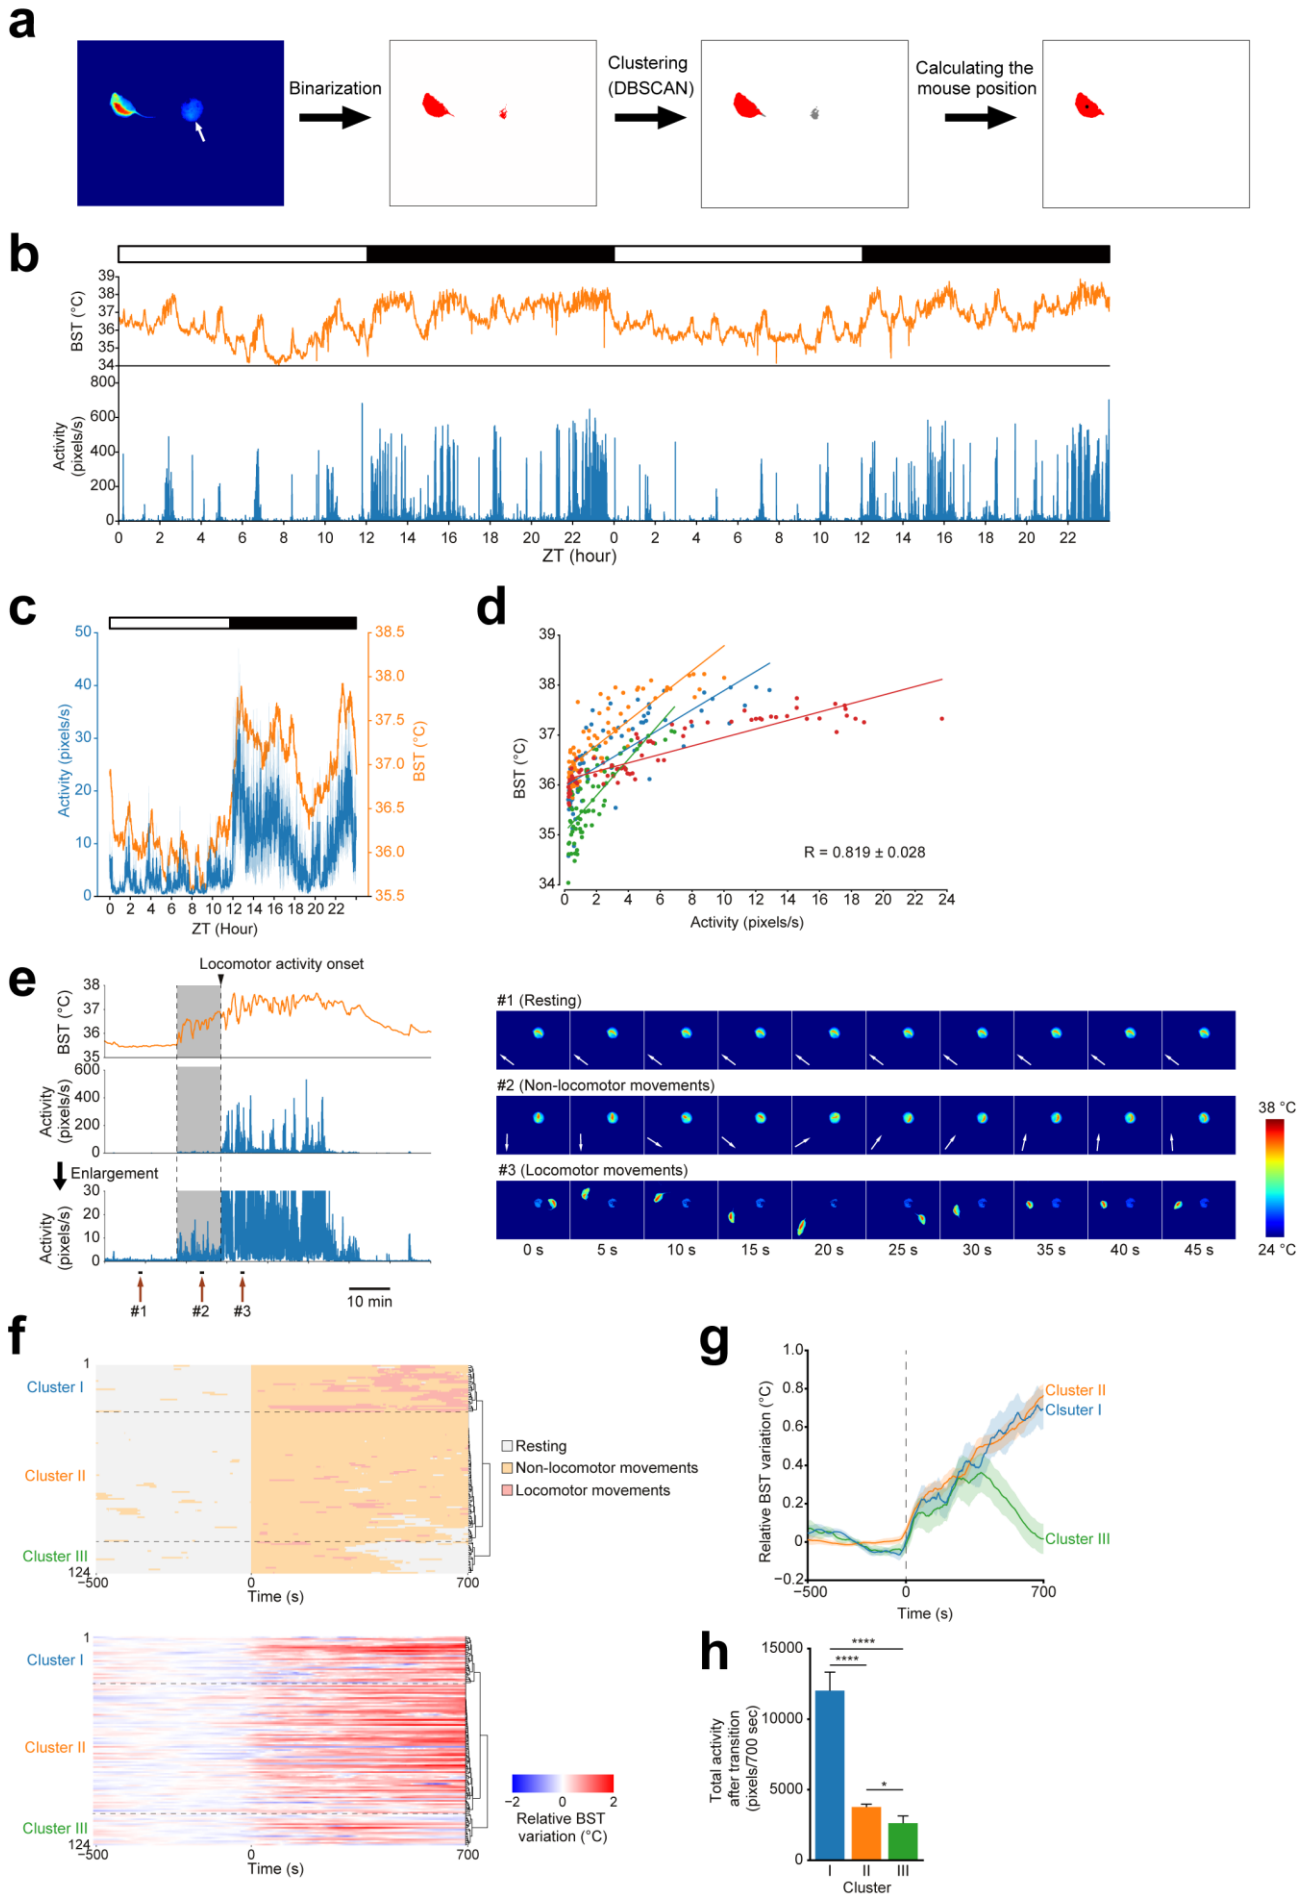 a
Binarization
Clustering
(DBSCAN)
Calculating the
mouse position
b
BST (°C)
39
38
37
36
35
34
Activity
(pixels/s)
800
600
400
200
0
0 2 4 6 8 10 12 14 16 18 20 22 0 2 4 6 8 10 12 14 16 18 20 22
ZT (hour)
c
Activity (pixels/s)
50
40
30
20
10
0
38.5
38.0
37.5
37.0
36.5
36.0
35.5
BST (°C)
0 2 4 6 8 10 12 14 16 18 20 22
ZT (Hour)
d
BST (°C)
39
38
37
36
35
34
R = 0.819 ± 0.028
0 2 4 6 8 10 12 14 16 18 20 22 24
Activity (pixels/s)
e
Locomotor activity onset
BST (°C)
38
37
36
35
Activity
(pixels/s)
600
400
200
0
Enlargement
Activity
(pixels/s)
30
20
10
0
#1 #2 #3
10 min
#1 (Resting)
#2 (Non-locomotor movements)
#3 (Locomotor movements)
0 s 5 s 10 s 15 s 20 s 25 s 30 s 35 s 40 s 45 s
38 °C
24 °C
f
1
Cluster I
Cluster II
Cluster III
124
−500 0 700
Time (s)
Resting
Non-locomotor movements
Locomotor movements
1
Cluster I
Cluster II
Cluster III
124
−500 0 700
Time (s)
−2 0 2
Relative BST
variation (°C)
g
Relative BST variation (°C)
1.0
0.8
0.6
0.4
0.2
0
−0.2
Cluster II
Clsuter I
Cluster III
−500 0 700
Time (s)
h
Total activity
after transition
(pixels/700 sec)
15000
10000
5000
0
****
****
*
I II III
Cluster